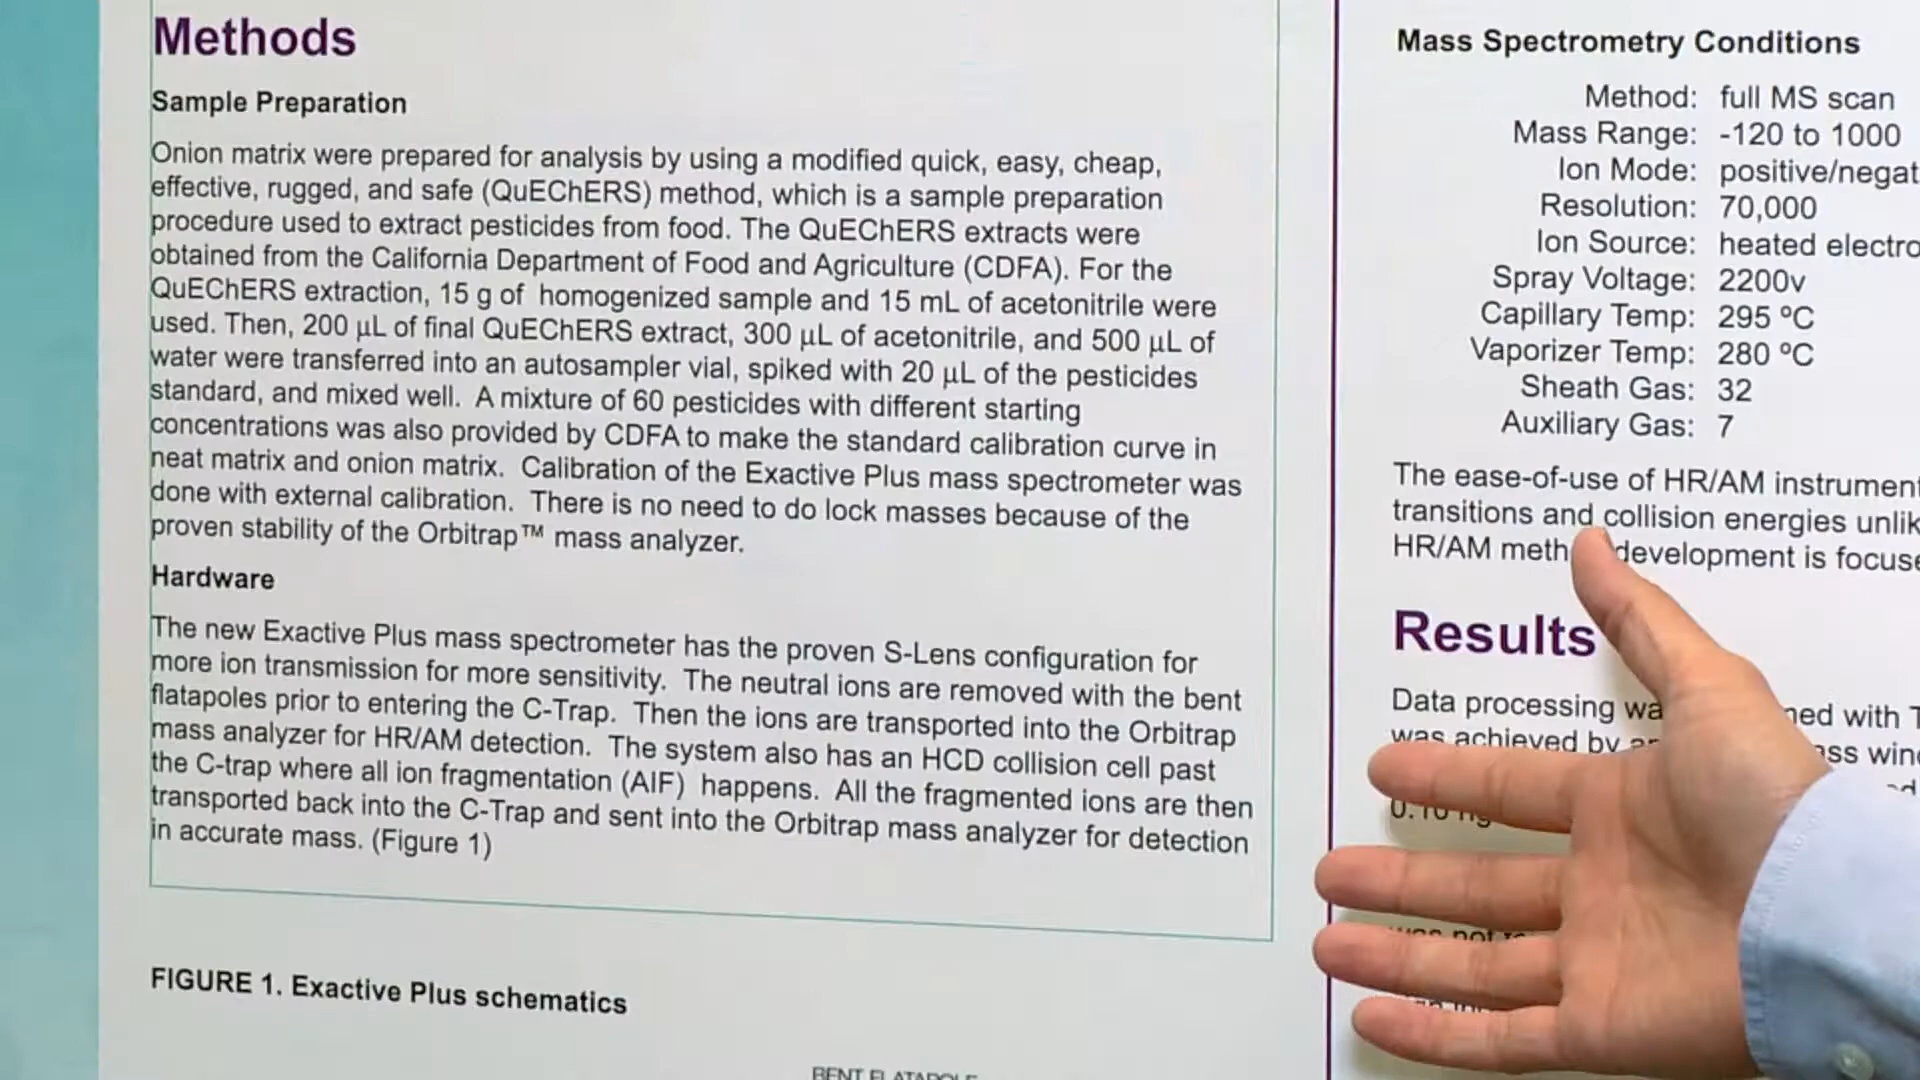 Methods
Sample Preparation
Onion matrix were prepared for analysis by using a modified quick, easy, cheap,
effective, rugged, and safe (QuEChERS) method, which is a sample preparation
procedure used to extract pesticides from food. The QuEChERS extracts were
obtained from the California Department of Food and Agriculture (CDFA). For the
QuEChERS extraction, 15 g of homogenized sample and 15 mL of acetonitrile were
used. Then, 200 µL of final QuEChERS extract, 300 µL of acetonitrile, and 500 µL of
water were transferred into an autosampler vial, spiked with 20 µL of the pesticides
standard, and mixed well. A mixture of 60 pesticides with different starting
concentrations was also provided by CDFA to make the standard calibration curve in
neat matrix and onion matrix. Calibration of the Exactive Plus mass spectrometer was
done with external calibration. There is no need to do lock masses because of the
proven stability of the Orbitrap™ mass analyzer.
Hardware
The new Exactive Plus mass spectrometer has the proven S-Lens configuration for
more ion transmission for more sensitivity. The neutral ions are removed with the bent
flatapoles prior to entering the C-Trap. Then the ions are transported into the Orbitrap
mass analyzer for HR/AM detection. The system also has an HCD collision cell past
the C-trap where all ion fragmentation (AIF) happens. All the fragmented ions are then
transported back into the C-Trap and sent into the Orbitrap mass analyzer for detection
in accurate mass. (Figure 1)
FIGURE 1. Exactive Plus schematics
BENT FLATAPOLE
Mass Spectrometry Conditions
Method: full MS scan
Mass Range: -120 to 1000
Ion Mode: positive/negat
Resolution: 70,000
Ion Source: heated electro
Spray Voltage: 2200v
Capillary Temp: 295 ºC
Vaporizer Temp: 280 ºC
Sheath Gas: 32
Auxiliary Gas: 7
The ease-of-use of HR/AM instrument
transitions and collision energies unlik
HR/AM meth development is focuse
Results
Data processing wa med with T
was achieved by ass wind
0.10
was not